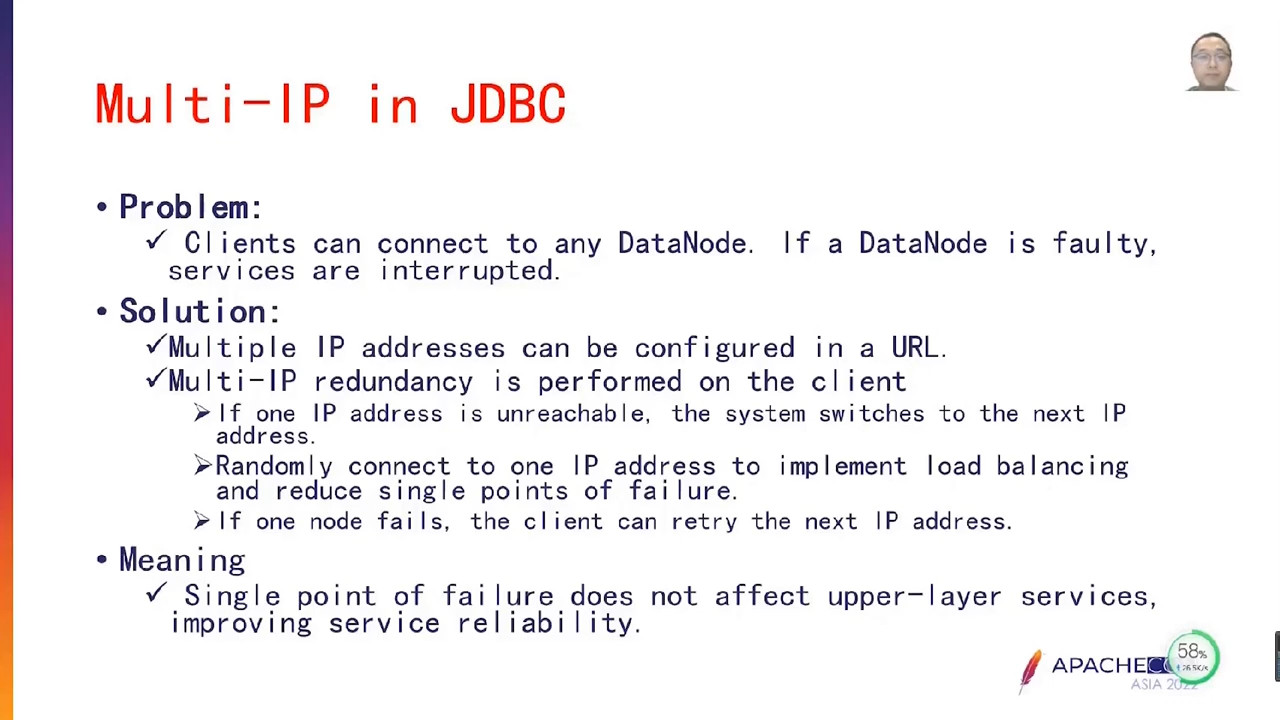 Multi-IP in JDBC
• Problem:
✓ Clients can connect to any DataNode. If a DataNode is faulty,
services are interrupted.
• Solution:
✓Multiple IP addresses can be configured in a URL.
✓Multi-IP redundancy is performed on the client
➢If one IP address is unreachable, the system switches to the next IP
address.
➢Randomly connect to one IP address to implement load balancing
and reduce single points of failure.
➢If one node fails, the client can retry the next IP address.
• Meaning
✓ Single point of failure does not affect upper-layer services,
improving service reliability.
58%
26.5K/s
APACHE
ASIA